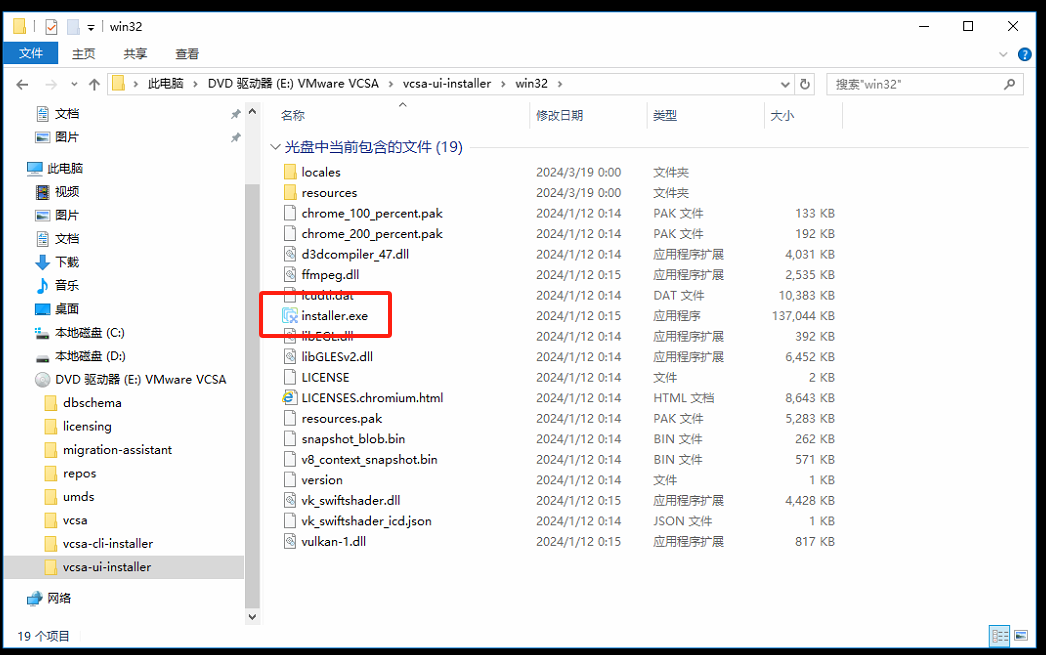 win32
文件 主页 共享 查看
此电脑 › DVD 驱动器 (E:) VMware VCSA › vcsa-ui-installer › win32 ›
搜索"win32"
文档
图片
此电脑
视频
图片
文档
下载
音乐
桌面
本地磁盘 (C:)
本地磁盘 (D:)
DVD 驱动器 (E:) VMware VCSA
dbschema
licensing
migration-assistant
repos
umds
vcsa
vcsa-cli-installer
vcsa-ui-installer
网络
名称 修改日期 类型 大小
光盘中当前包含的文件 (19)
locales 2024/3/19 0:00 文件夹
resources 2024/3/19 0:00 文件夹
chrome_100_percent.pak 2024/1/12 0:14 PAK 文件 133 KB
chrome_200_percent.pak 2024/1/12 0:14 PAK 文件 192 KB
d3dcompiler_47.dll 2024/1/12 0:14 应用程序扩展 4,031 KB
ffmpeg.dll 2024/1/12 0:15 应用程序扩展 2,535 KB
icudtl.dat 2024/1/12 0:14 DAT 文件 10,383 KB
installer.exe 2024/1/12 0:15 应用程序 137,044 KB
libEGL.dll 2024/1/12 0:14 应用程序扩展 392 KB
libGLESv2.dll 2024/1/12 0:14 应用程序扩展 6,452 KB
LICENSE 2024/1/12 0:14 文件 2 KB
LICENSES.chromium.html 2024/1/12 0:14 HTML 文档 8,643 KB
resources.pak 2024/1/12 0:14 PAK 文件 5,283 KB
snapshot_blob.bin 2024/1/12 0:14 BIN 文件 262 KB
v8_context_snapshot.bin 2024/1/12 0:14 BIN 文件 571 KB
version 2024/1/12 0:14 文件 1 KB
vk_swiftshader.dll 2024/1/12 0:15 应用程序扩展 4,428 KB
vk_swiftshader_icd.json 2024/1/12 0:14 JSON 文件 1 KB
vulkan-1.dll 2024/1/12 0:15 应用程序扩展 817 KB
19 个项目